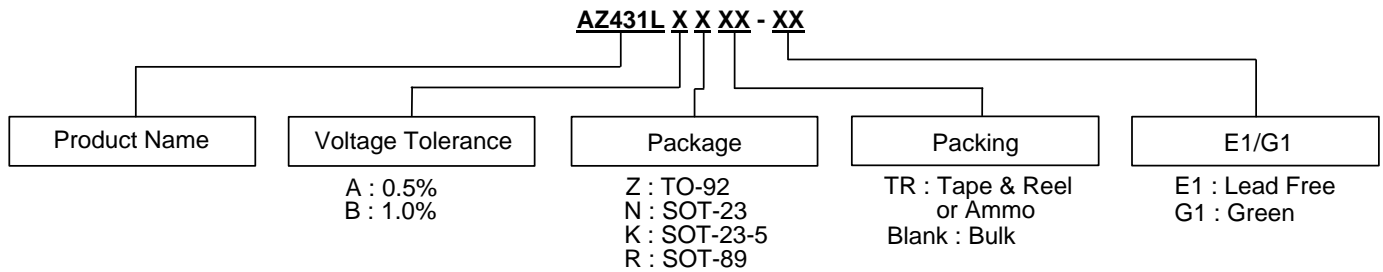 AZ431L X X XX - XX
Product Name
Voltage Tolerance
A : 0.5%
B : 1.0%
Package
Z : TO-92
N : SOT-23
K : SOT-23-5
R : SOT-89
Packing
TR : Tape & Reel
or Ammo
Blank : Bulk
E1/G1
E1 : Lead Free
G1 : Green